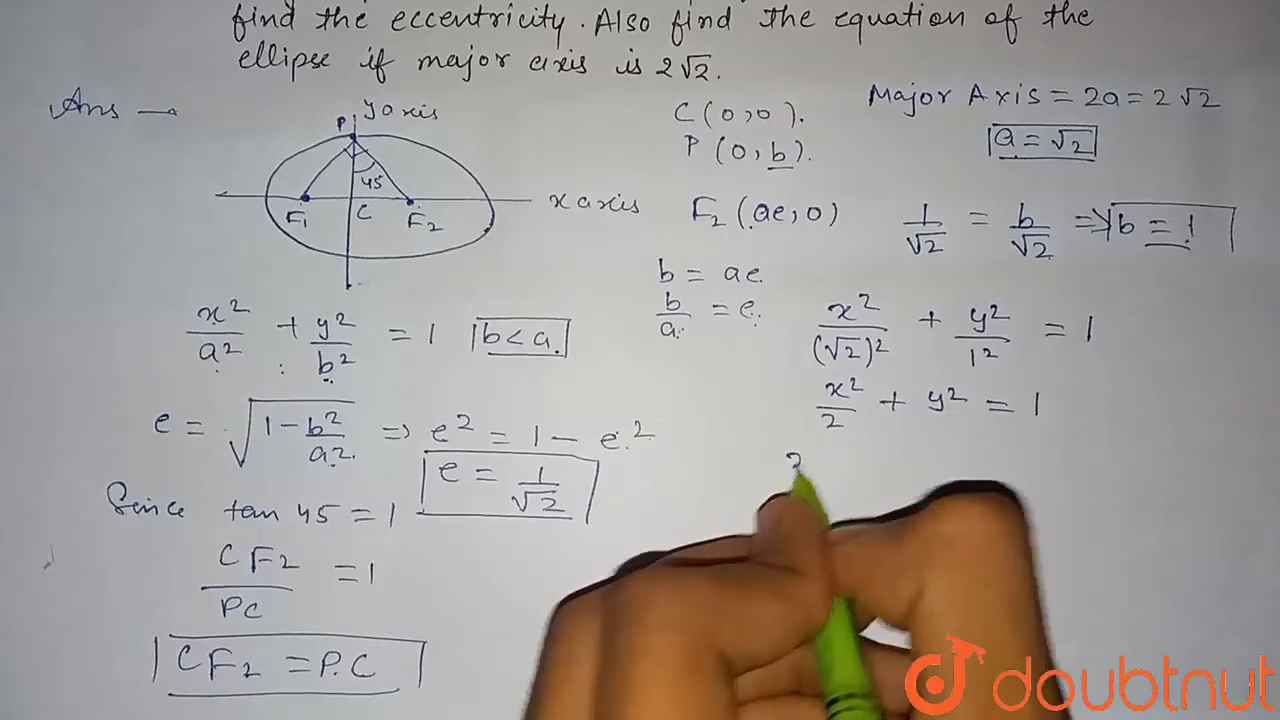 find the eccentricity. Also find the equation of the
ellipse if major axis is 2√2.
Ans →
y axis
P
45
F1
C
F2
x axis
x²/a² + y²/b² = 1
b < a.
e = √(1 - b²/a²) => e² = 1 - e.²
e = 1/√2
Since tan 45 = 1
CF2/PC = 1
CF2 = P.C
C (0,0).
P (0, b).
F2 (ae, 0)
b = ae.
b/a = e.
Major Axis = 2a = 2√2
a = √2
1/√2 = b/√2 => b = 1
x²/(√2)² + y²/1² = 1
x²/2 + y² = 1
doubtnut